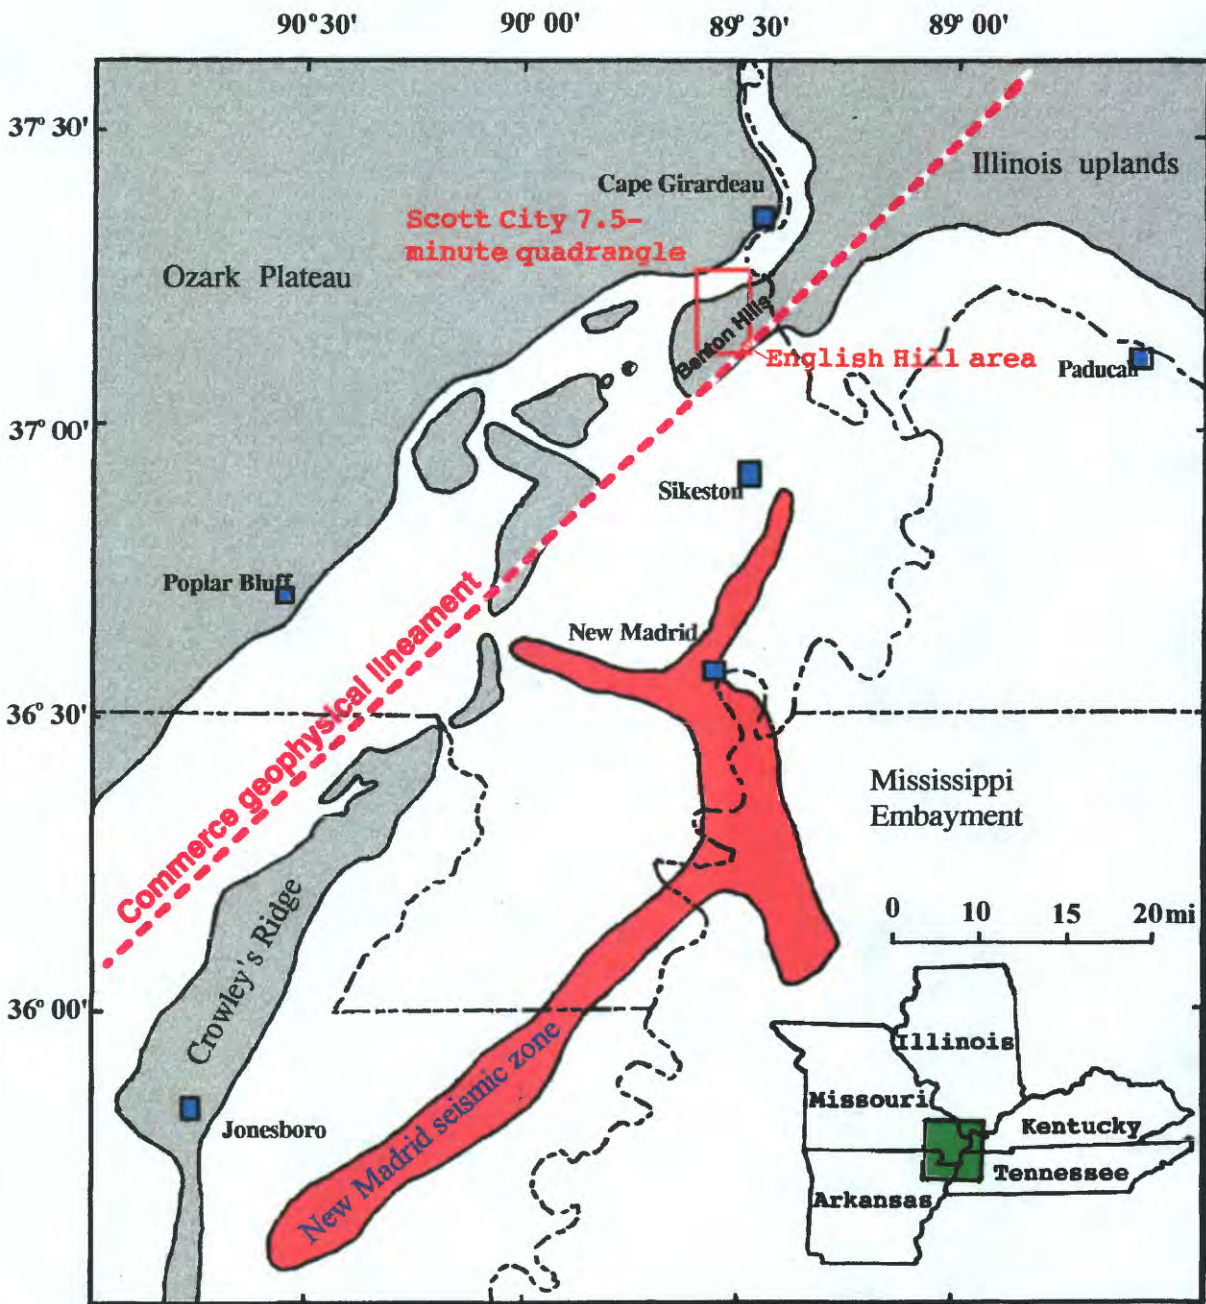 90° 30'
90° 00'
89° 30'
89° 00'
37° 30'
Illinois uplands
Cape Girardeau
Scott City 7.5-
minute quadrangle
Ozark Plateau
Benton Hills
English Hill area
Paducah
37° 00'
Sikeston
Poplar Bluff
New Madrid
Commerce geophysical lineament
36° 30'
Mississippi
Embayment
Crowley's Ridge
0 10 15 20mi
36° 00'
New Madrid seismic zone
Illinois
Missouri
Kentucky
Tennessee
Arkansas
Jonesboro